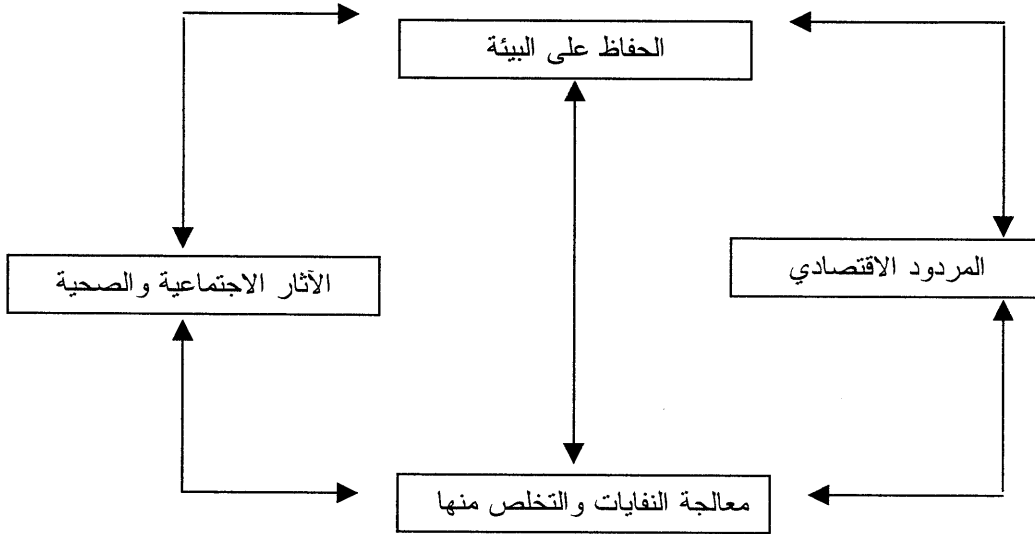 الحفاظ على البيئة
المردود الاقتصادي
الآثار الاجتماعية والصحية
معالجة النفايات والتخلص منها